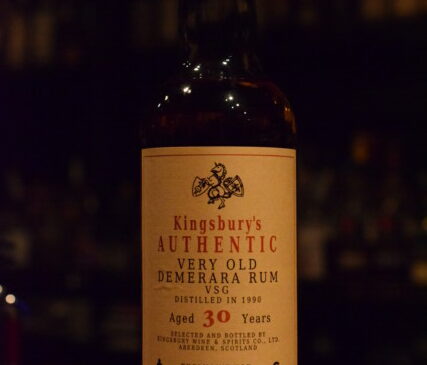 Kingsbury's
AUTHENTIC
VERY OLD
DEMERARA RUM
VSG
DISTILLED IN 1990
Aged 30 Years
SELECTED AND BOTTLED BY
KINGSBURY WINE & SPIRITS CO., LTD.
ABERDEEN, SCOTLAND